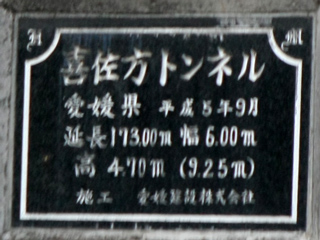 喜佐方トンネル
愛媛県 平成5年9月
延長173.00m 幅6.00m
高 4.70m (9.25m)
施工 愛媛建設株式会社